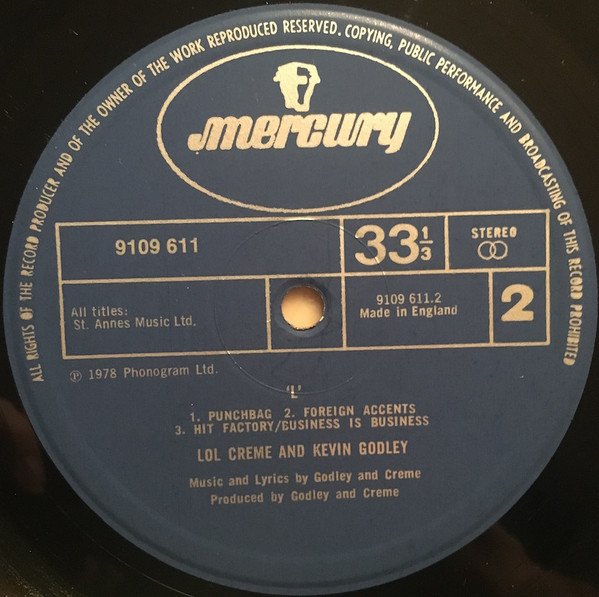 ALL RIGHTS OF THE RECORD PRODUCER AND OF THE OWNER OF THE WORK REPRODUCED RESERVED. COPYING, PUBLIC PERFORMANCE AND BROADCASTING OF THIS RECORD PROHIBITED
mercury
9109 611
33 1/3
STEREO
All titles:
St. Annes Music Ltd.
9109 611.2
Made in England
2
℗ 1978 Phonogram Ltd.
'L'
1. PUNCHBAG 2. FOREIGN ACCENTS
3. HIT FACTORY/BUSINESS IS BUSINESS
LOL CREME AND KEVIN GODLEY
Music and Lyrics by Godley and Creme
Produced by Godley and Creme